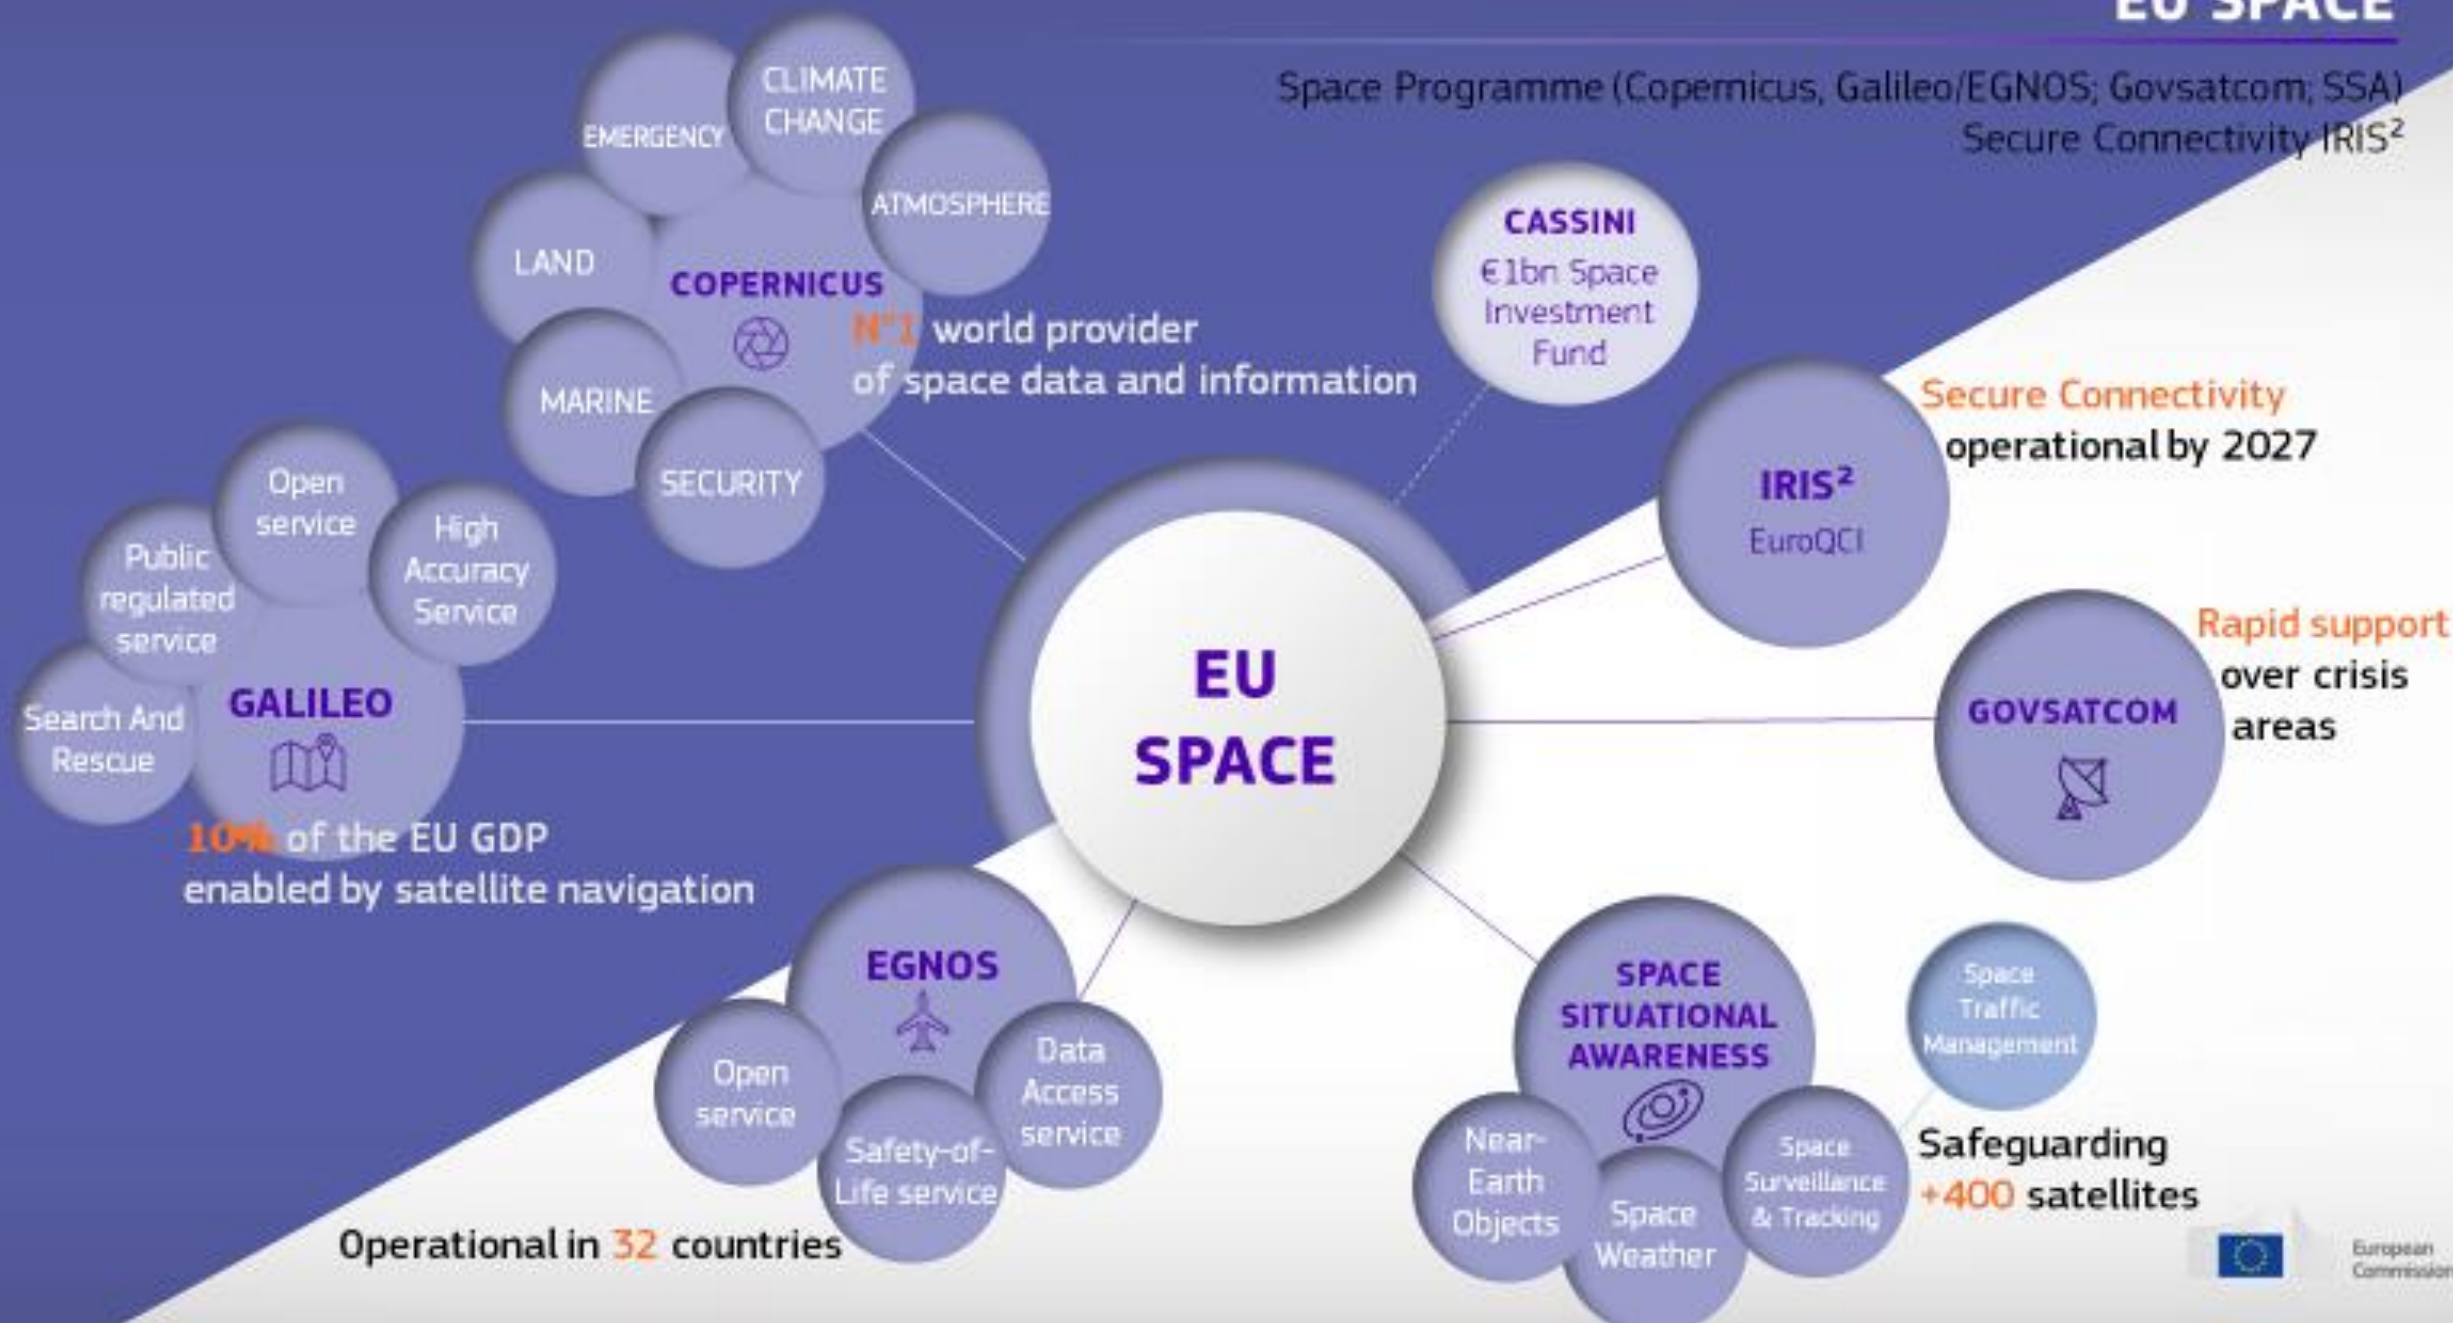 EU SPACE
Space Programme (Copernicus, Galileo/EGNOS; Govsatcom; SSA)
Secure Connectivity IRIS²
CLIMATE
CHANGE
EMERGENCY
ATMOSPHERE
LAND
COPERNICUS
MARINE
SECURITY
N°1 world provider
of space data and information
CASSINI
€1bn Space
Investment
Fund
IRIS²
EuroQCI
Secure Connectivity
operational by 2027
Open
service
High
Accuracy
Service
Public
regulated
service
Search And
Rescue
GALILEO
10% of the EU GDP
enabled by satellite navigation
EU
SPACE
GOVSATCOM
Rapid support
over crisis
areas
EGNOS
Open
service
Safety-of-
Life service
Data
Access
service
Operational in 32 countries
SPACE
SITUATIONAL
AWARENESS
Near-
Earth
Objects
Space
Weather
Space
Surveillance
& Tracking
Space
Traffic
Management
Safeguarding
+400 satellites
European
Commission